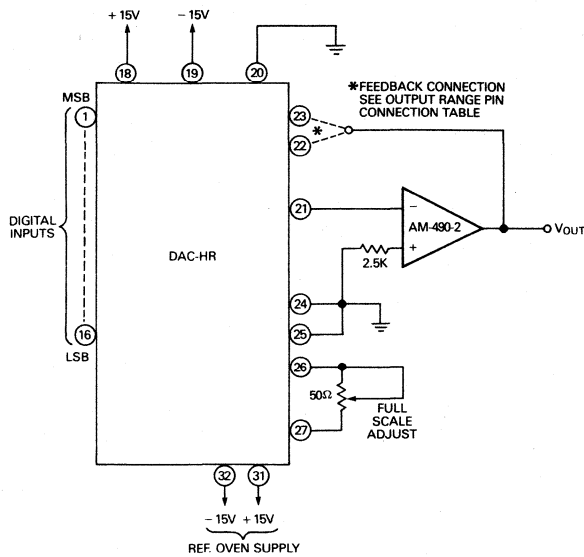 + 15V
- 15V
18
19
20
MSB
1
DIGITAL
INPUTS
16
LSB
DAC-HR
*FEEDBACK CONNECTION
SEE OUTPUT RANGE PIN
CONNECTION TABLE
23
*
22
21
−
AM-490-2
+
2.5K
VOUT
24
25
26
50Ω
FULL
SCALE
ADJUST
27
32
31
- 15V + 15V
REF. OVEN SUPPLY